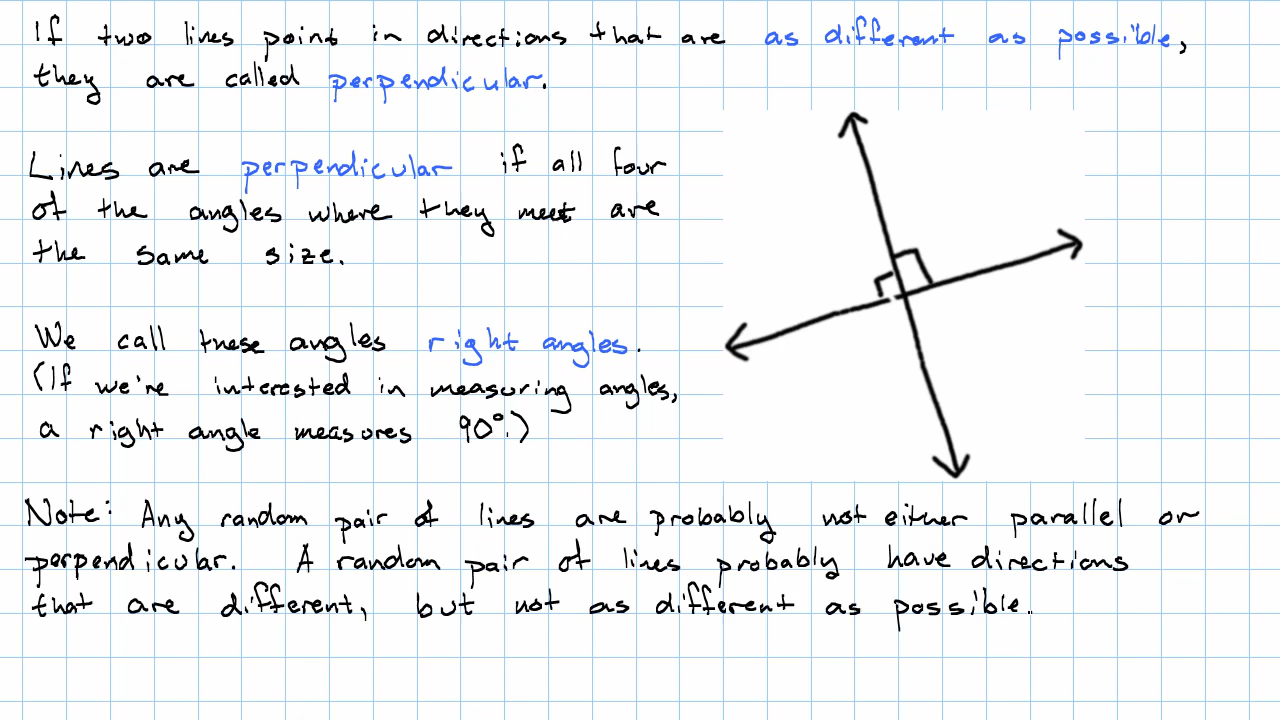 If two lines point in directions that are as different as possible,
they are called perpendicular.
Lines are perpendicular if all four
of the angles where they meet are
the same size.
We call these angles right angles.
(If we're interested in measuring angles,
a right angle measures 90°.)
Note: Any random pair of lines are probably not either parallel or
perpendicular. A random pair of lines probably have directions
that are different, but not as different as possible.